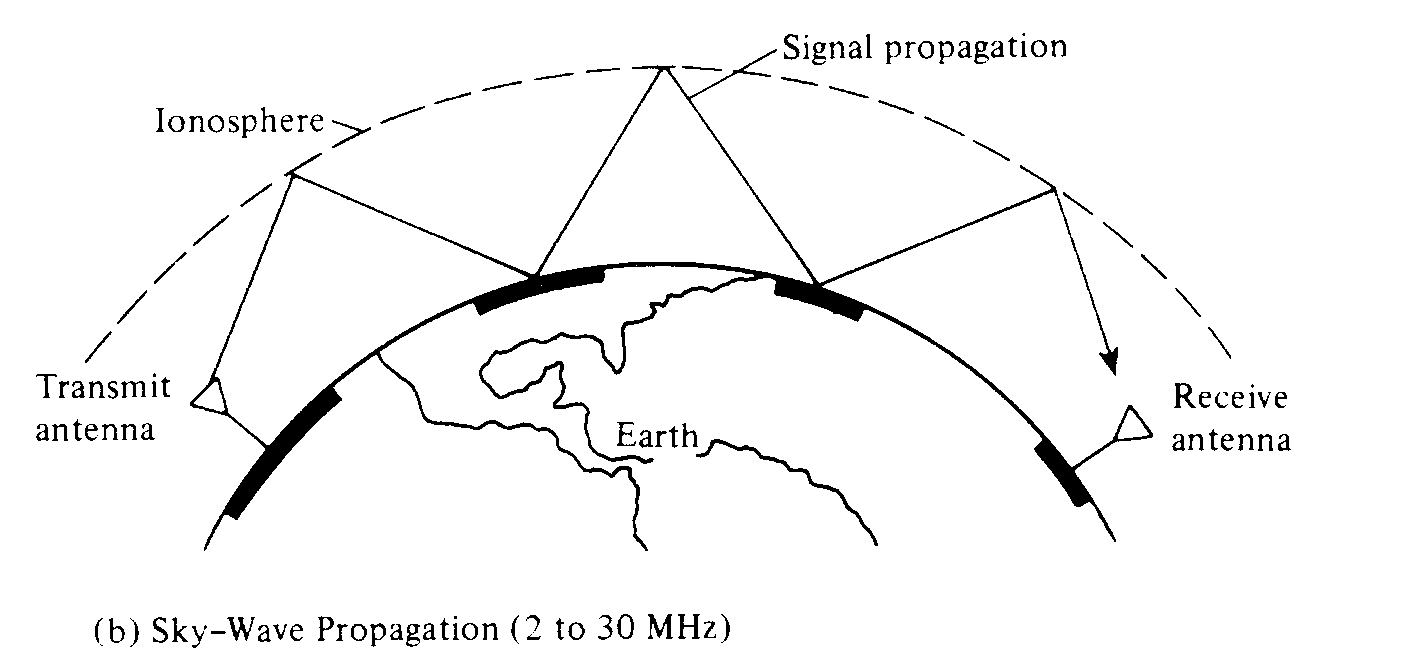 Signal propagation
Ionosphere
Transmit
antenna
Receive
antenna
Earth
(b) Sky-Wave Propagation (2 to 30 MHz)